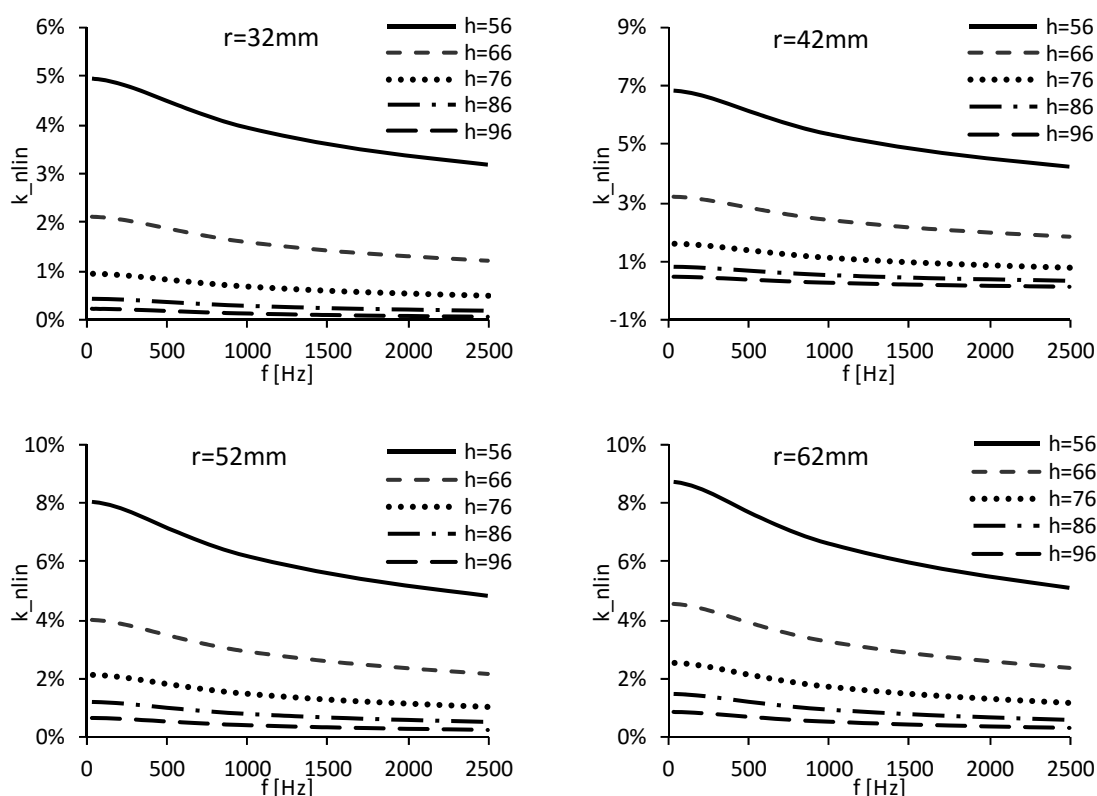 r=32mm
h=56
h=66
h=76
h=86
h=96
6%
5%
4%
3%
2%
1%
0%
k_nlin
0 500 1000 1500 2000 2500
f [Hz]
r=42mm
h=56
h=66
h=76
h=86
h=96
9%
7%
5%
3%
1%
-1%
k_nlin
0 500 1000 1500 2000 2500
f [Hz]
r=52mm
h=56
h=66
h=76
h=86
h=96
10%
8%
6%
4%
2%
0%
k_nlin
0 500 1000 1500 2000 2500
f [Hz]
r=62mm
h=56
h=66
h=76
h=86
h=96
10%
8%
6%
4%
2%
0%
k_nlin
0 500 1000 1500 2000 2500
f [Hz]